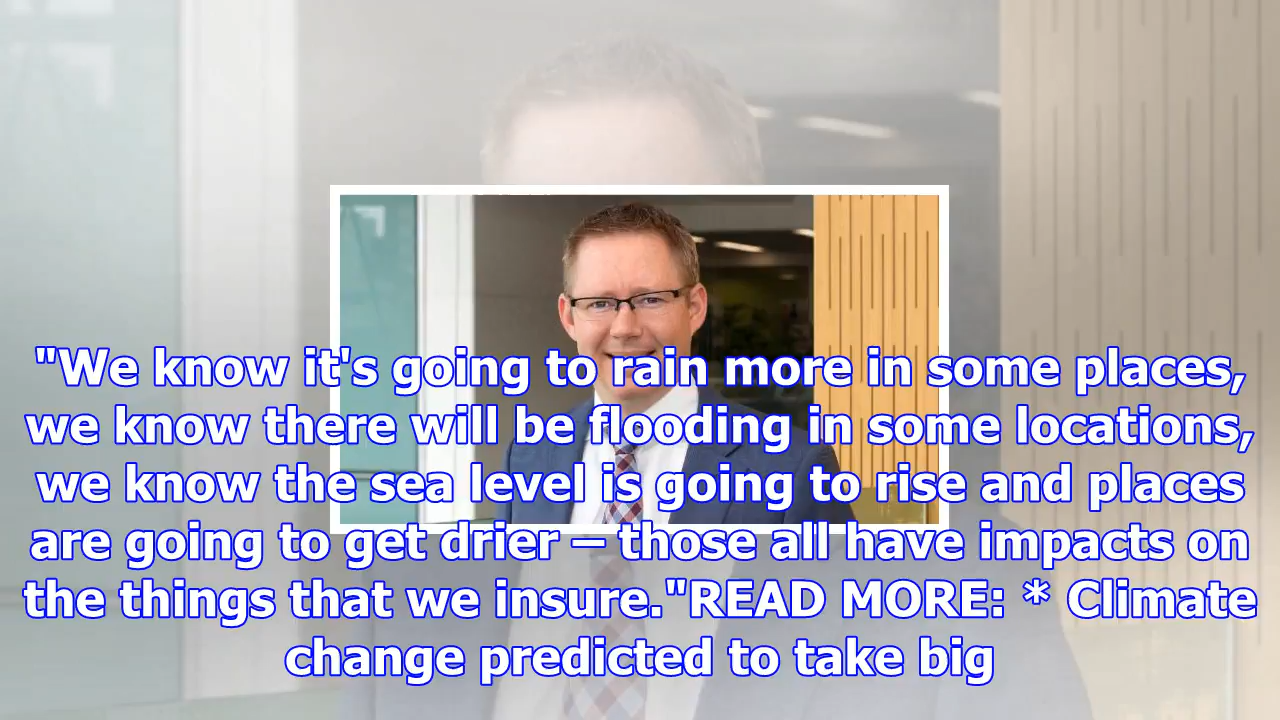 "We know it's going to rain more in some places,
we know there will be flooding in some locations,
we know the sea level is going to rise and places
are going to get drier – those all have impacts on
the things that we insure."READ MORE: * Climate
change predicted to take big